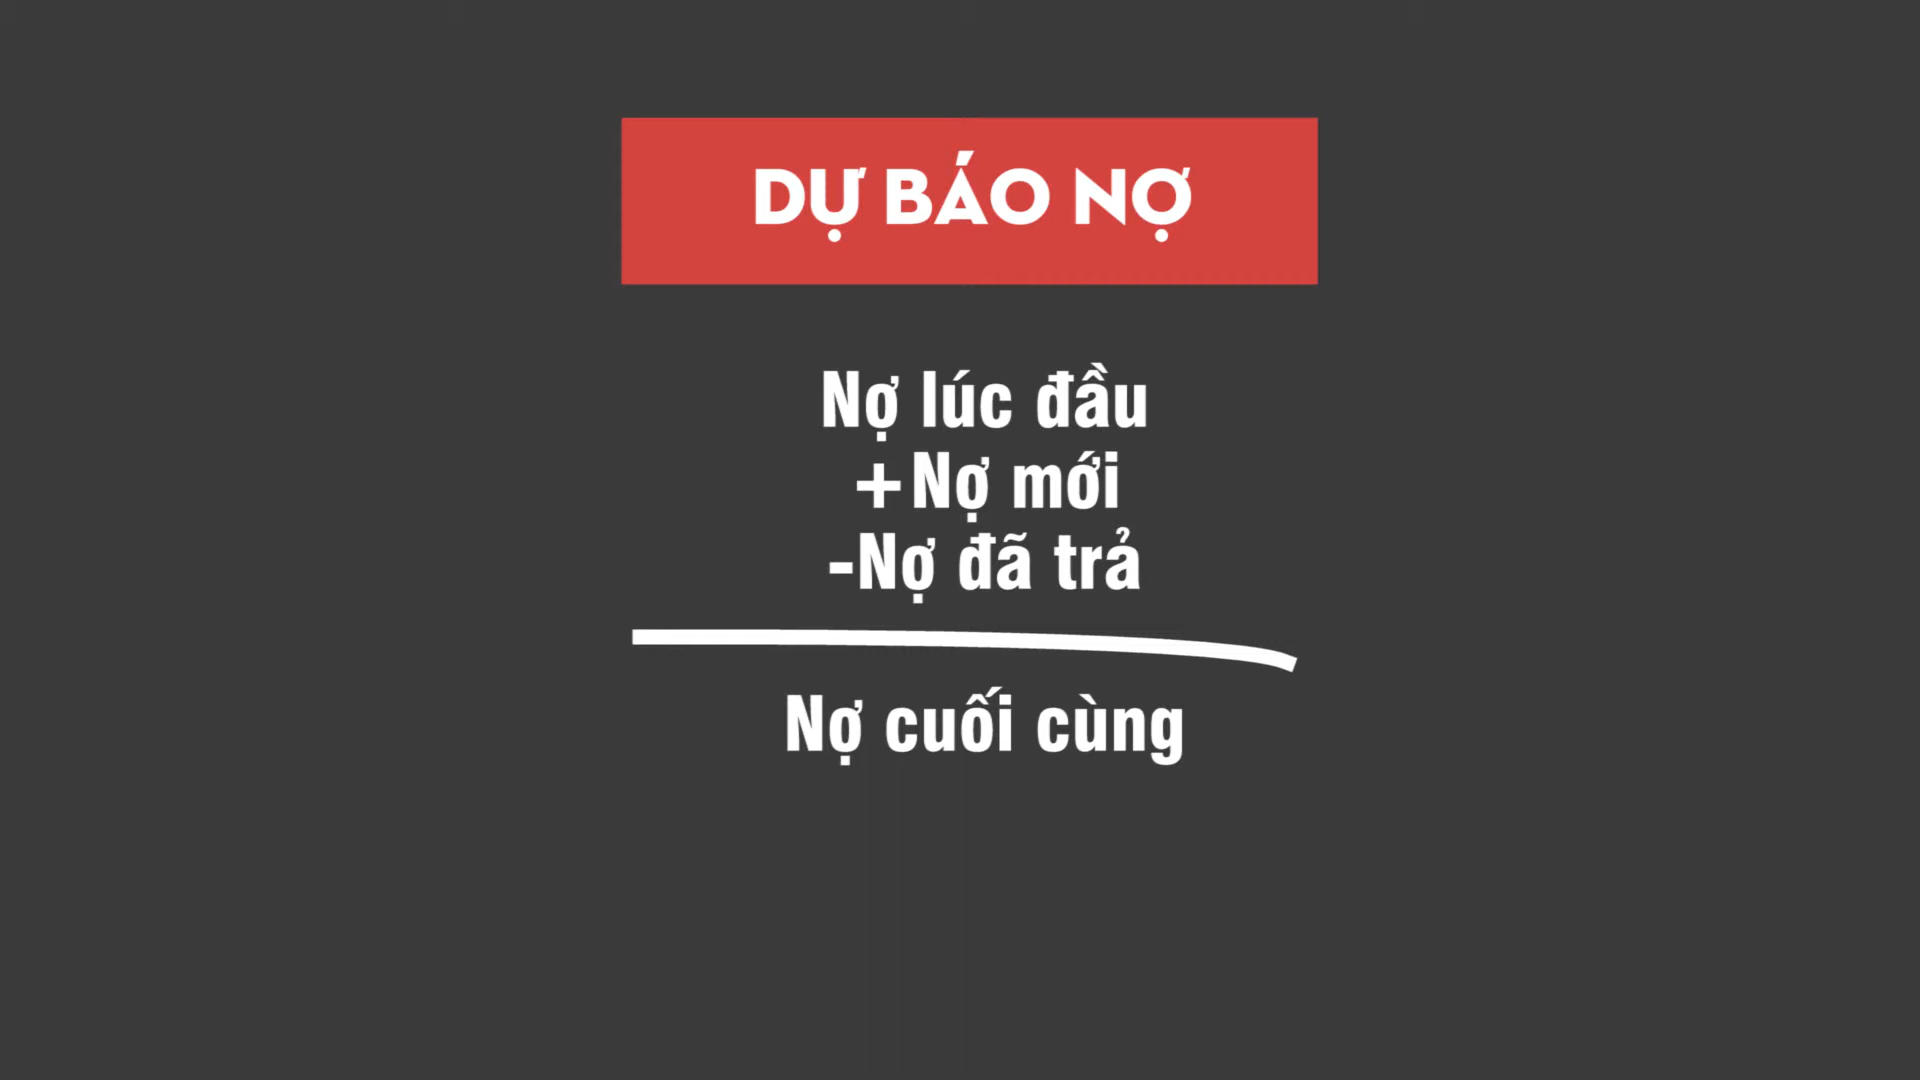 DỰ BÁO NỢ
Nợ lúc đầu
+Nợ mới
-Nợ đã trả
Nợ cuối cùng